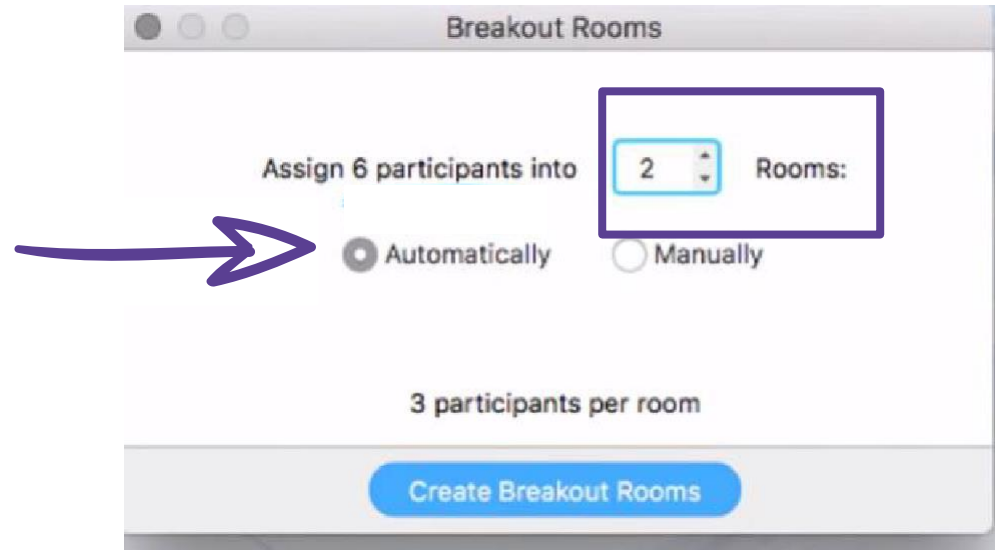 Breakout Rooms
Assign 6 participants into 2 Rooms:
Automatically Manually
3 participants per room
Create Breakout Rooms